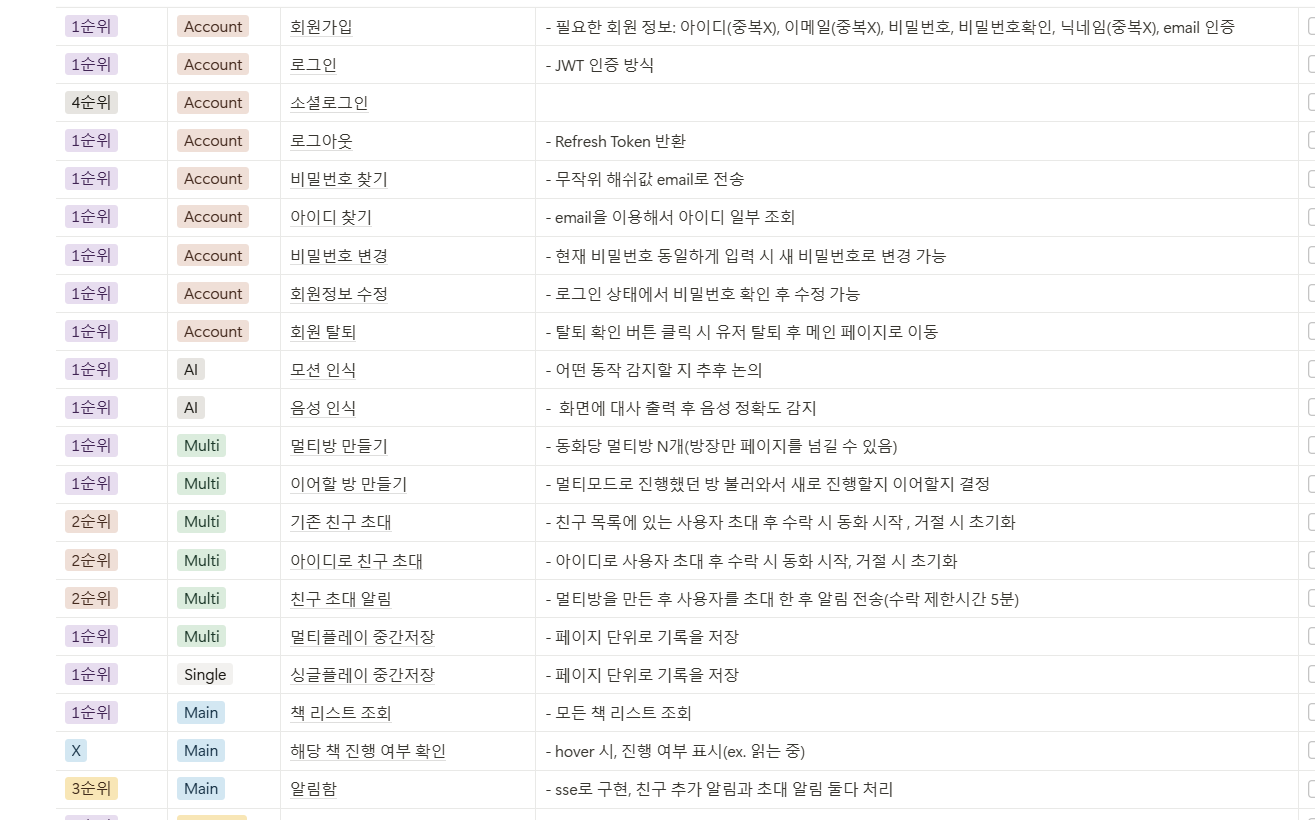 1순위 Account 회원가입 - 필요한 회원 정보: 아이디(중복X), 이메일(중복X), 비밀번호, 비밀번호확인, 닉네임(중복X), email 인증
1순위 Account 로그인 - JWT 인증 방식
4순위 Account 소셜로그인
1순위 Account 로그아웃 - Refresh Token 반환
1순위 Account 비밀번호 찾기 - 무작위 해쉬값 email로 전송
1순위 Account 아이디 찾기 - email을 이용해서 아이디 일부 조회
1순위 Account 비밀번호 변경 - 현재 비밀번호 동일하게 입력 시 새 비밀번호로 변경 가능
1순위 Account 회원정보 수정 - 로그인 상태에서 비밀번호 확인 후 수정 가능
1순위 Account 회원 탈퇴 - 탈퇴 확인 버튼 클릭 시 유저 탈퇴 후 메인 페이지로 이동
1순위 AI 모션 인식 - 어떤 동작 감지할 지 추후 논의
1순위 AI 음성 인식 - 화면에 대사 출력 후 음성 정확도 감지
1순위 Multi 멀티방 만들기 - 동화당 멀티방 N개(방장만 페이지를 넘길 수 있음)
1순위 Multi 이어할 방 만들기 - 멀티모드로 진행했던 방 불러와서 새로 진행할지 이어할지 결정
2순위 Multi 기존 친구 초대 - 친구 목록에 있는 사용자 초대 후 수락 시 동화 시작 , 거절 시 초기화
2순위 Multi 아이디로 친구 초대 - 아이디로 사용자 초대 후 수락 시 동화 시작, 거절 시 초기화
2순위 Multi 친구 초대 알림 - 멀티방을 만든 후 사용자를 초대 한 후 알림 전송(수락 제한시간 5분)
1순위 Multi 멀티플레이 중간저장 - 페이지 단위로 기록을 저장
1순위 Single 싱글플레이 중간저장 - 페이지 단위로 기록을 저장
1순위 Main 책 리스트 조회 - 모든 책 리스트 조회
X Main 해당 책 진행 여부 확인 - hover 시, 진행 여부 표시(ex. 읽는 중)
3순위 Main 알림함 - sse로 구현, 친구 추가 알림과 초대 알림 둘다 처리